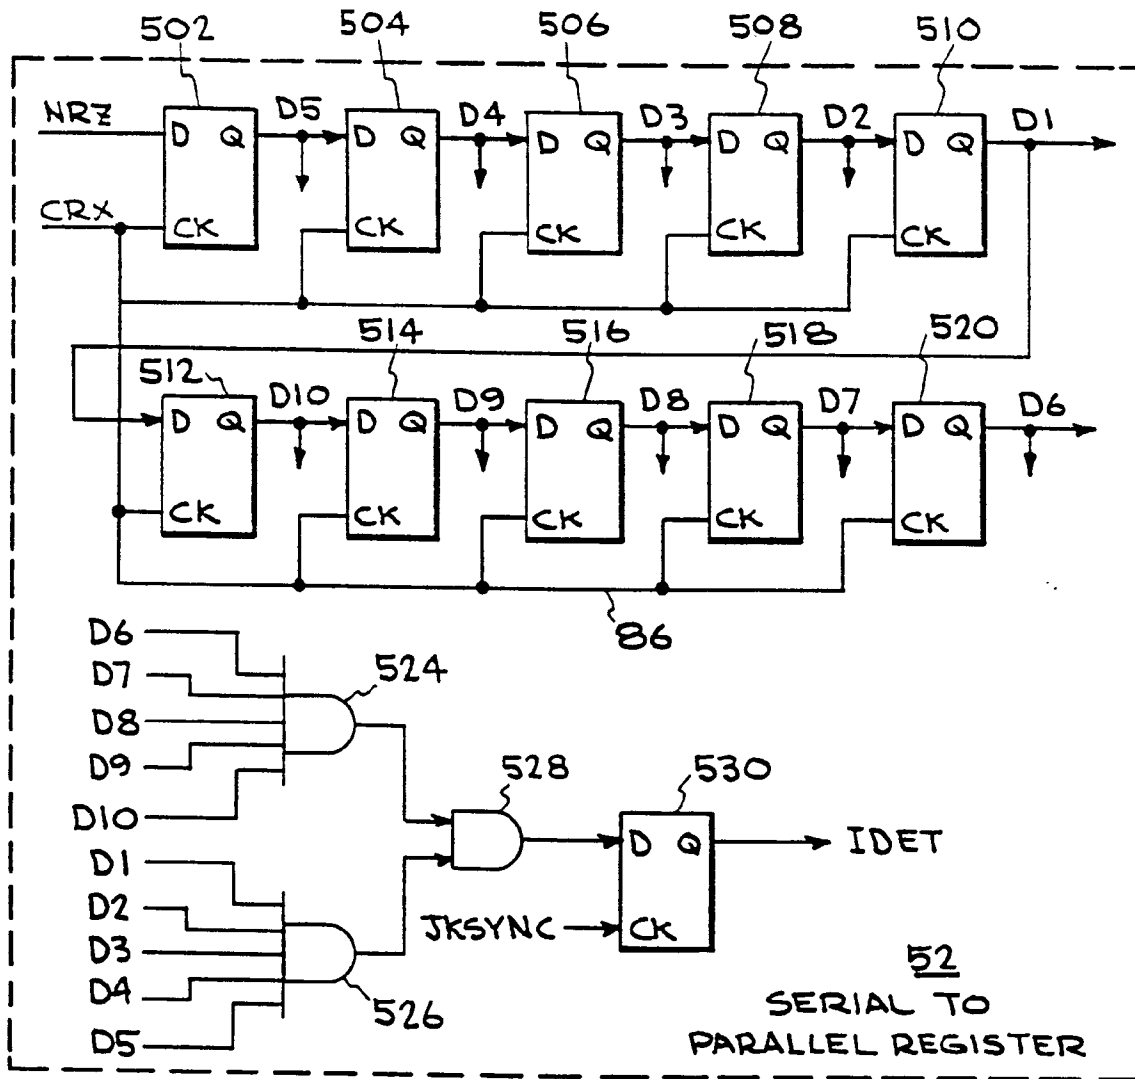 502 504 506 508 510
NRZ D5 D4 D3 D2 D1
D Q D Q D Q D Q D Q
CRX
CK CK CK CK CK
512 514 516 518 520
D10 D9 D8 D7 D6
D Q D Q D Q D Q D Q
CK CK CK CK CK
86
D6
D7
D8
D9
D10
524
D1
D2
D3
D4
D5
526
528
530
D Q
IDET
JKSYNC
CK
52
SERIAL TO
PARALLEL REGISTER